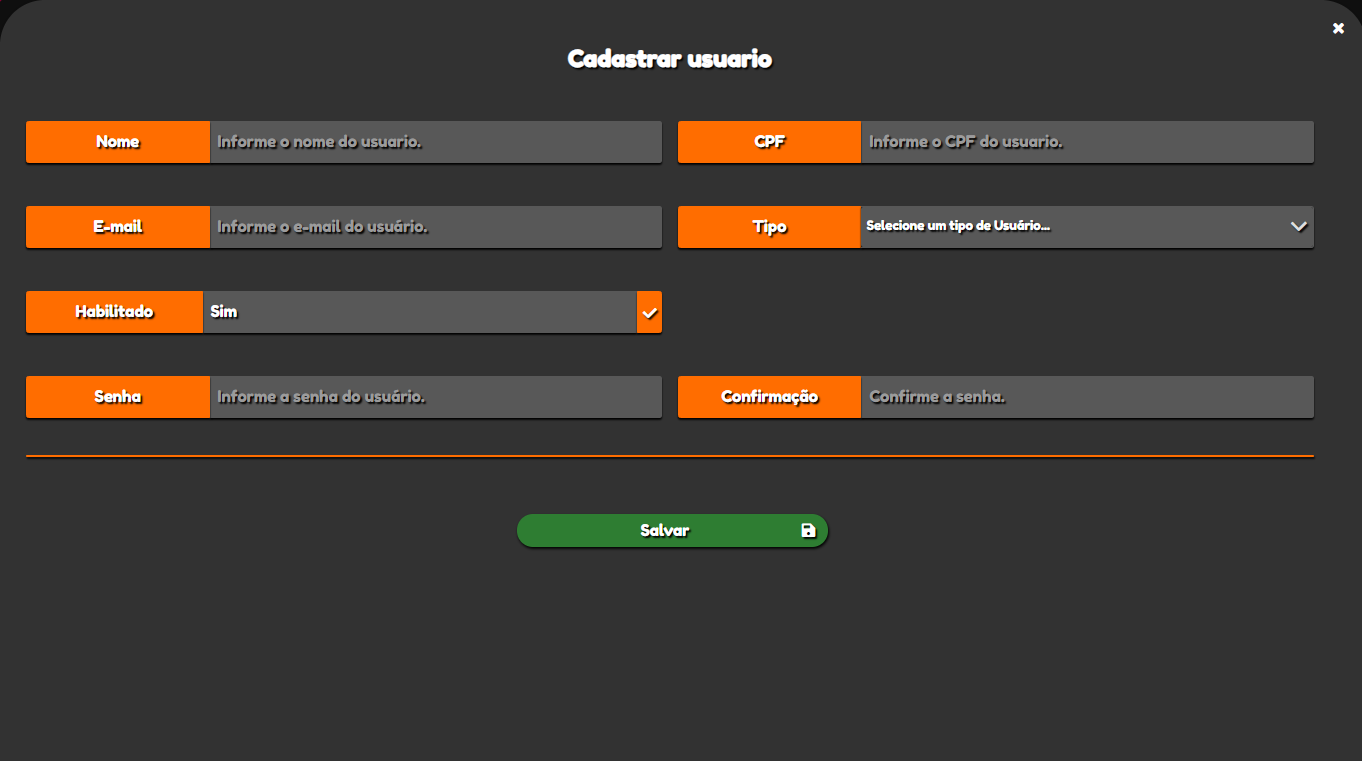 Cadastrar usuario
Nome Informe o nome do usuario.
CPF Informe o CPF do usuario.
E-mail Informe o e-mail do usuário.
Tipo Selecione um tipo de Usuário...
Habilitado Sim
Senha Informe a senha do usuário.
Confirmação Confirme a senha.
Salvar